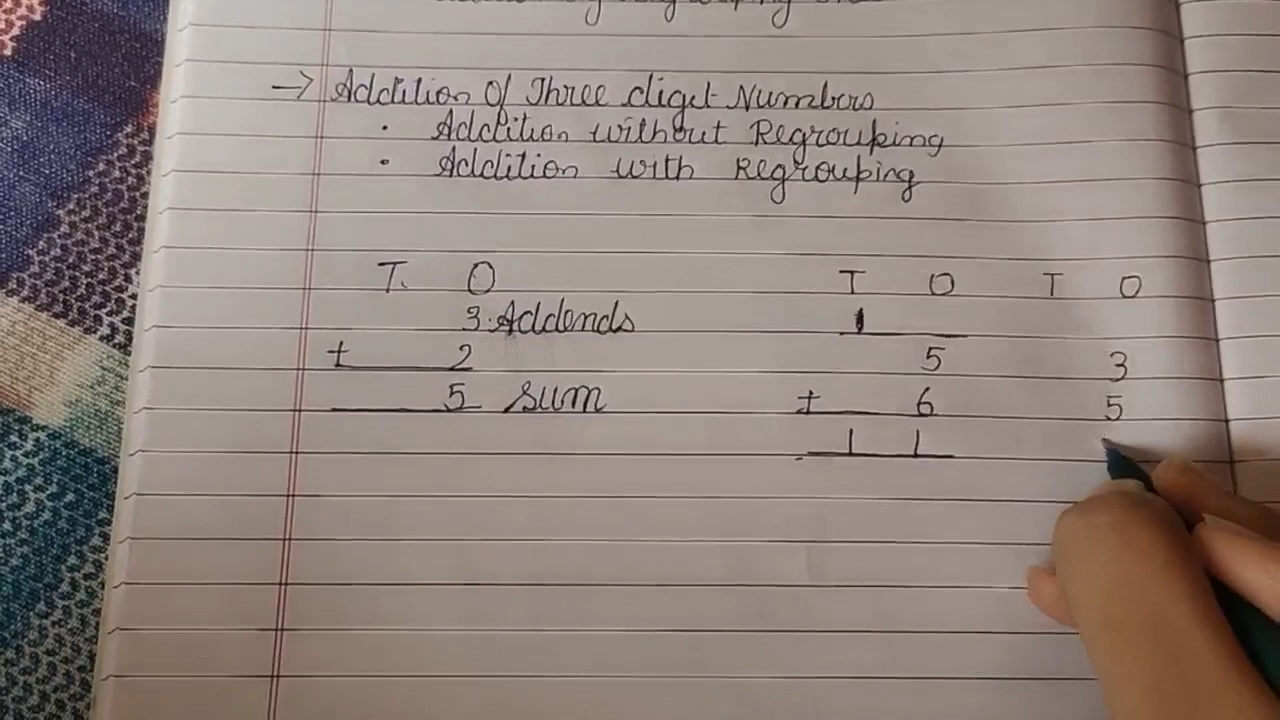 → Addition Of Three diget Numbers
• Addition without Regrouping
• Addition with Regrouping
T. O T O T O
3. Addends 1
+ 2 5 3
5 Sum + 6 5
1 1